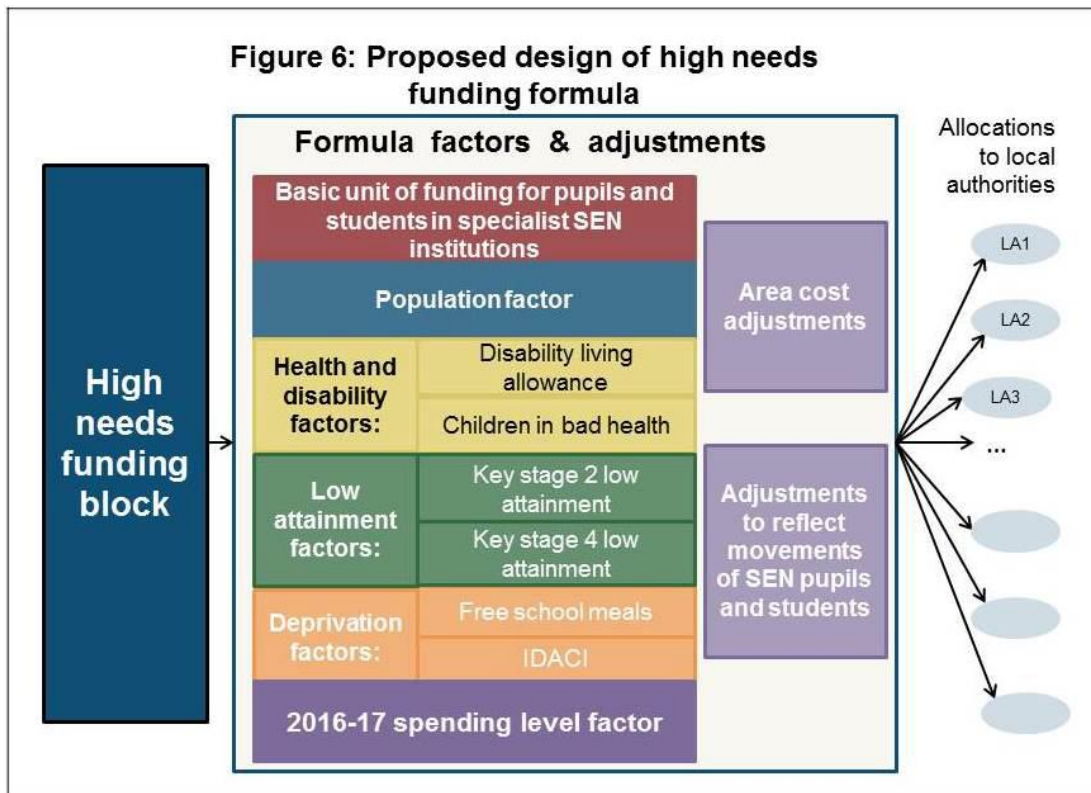 Figure 6: Proposed design of high needs
funding formula
High
needs
funding
block
Formula factors & adjustments
Basic unit of funding for pupils and
students in specialist SEN
institutions
Population factor
Health and
disability
factors:
Disability living
allowance
Children in bad health
Low
attainment
factors:
Key stage 2 low
attainment
Key stage 4 low
attainment
Deprivation
factors:
Free school meals
IDACI
2016-17 spending level factor
Area cost
adjustments
Adjustments
to reflect
movements
of SEN pupils
and students
Allocations
to local
authorities
LA1
LA2
LA3
...